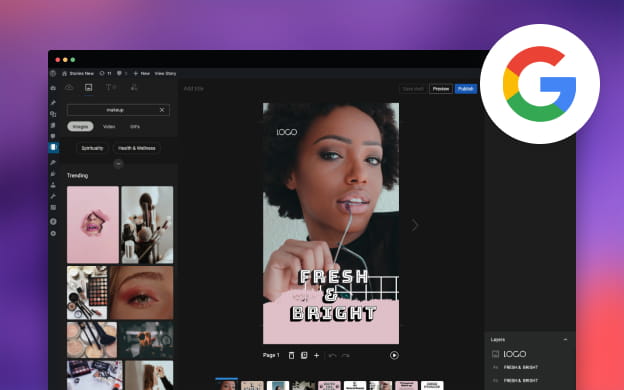 Stories New 11 New View Story
Add title
Save draft
Preview
Publish
makeup
Images
Video
GIFs
Spirituality
Health & Wellness
Trending
LOGO
FRESH
&
BRIGHT
Page 1
Layers
LOGO
FRESH & BRIGHT
FRESH & BRIGHT
G